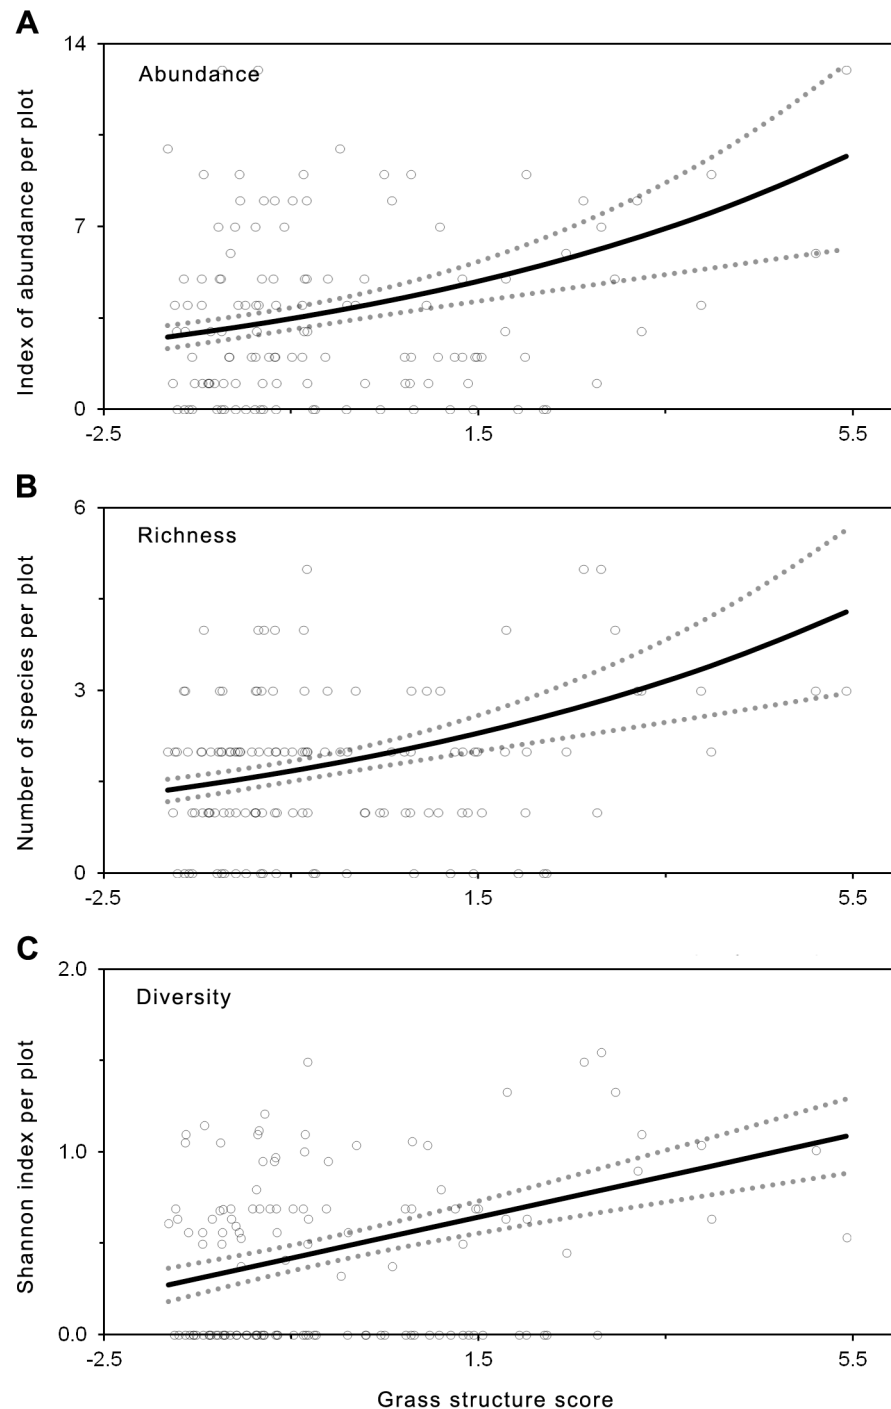 A
14
Abundance
Index of abundance per plot
7
0
-2.5
1.5
5.5
B
6
Richness
Number of species per plot
3
0
-2.5
1.5
5.5
C
2.0
Diversity
Shannon index per plot
1.0
0.0
-2.5
1.5
5.5
Grass structure score